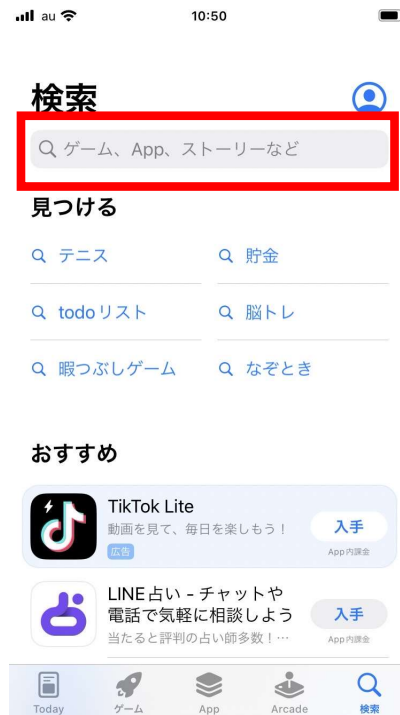 au 10:50
検索
ゲーム、App、ストーリーなど
見つける
テニス 貯金
todoリスト 脳トレ
暇つぶしゲーム なぞとき
おすすめ
TikTok Lite
動画を見て、毎日を楽しもう！
広告
入手
App内課金
LINE占い - チャットや
電話で気軽に相談しよう
当たると評判の占い師多数！…
入手
App内課金
Today ゲーム App Arcade 検索